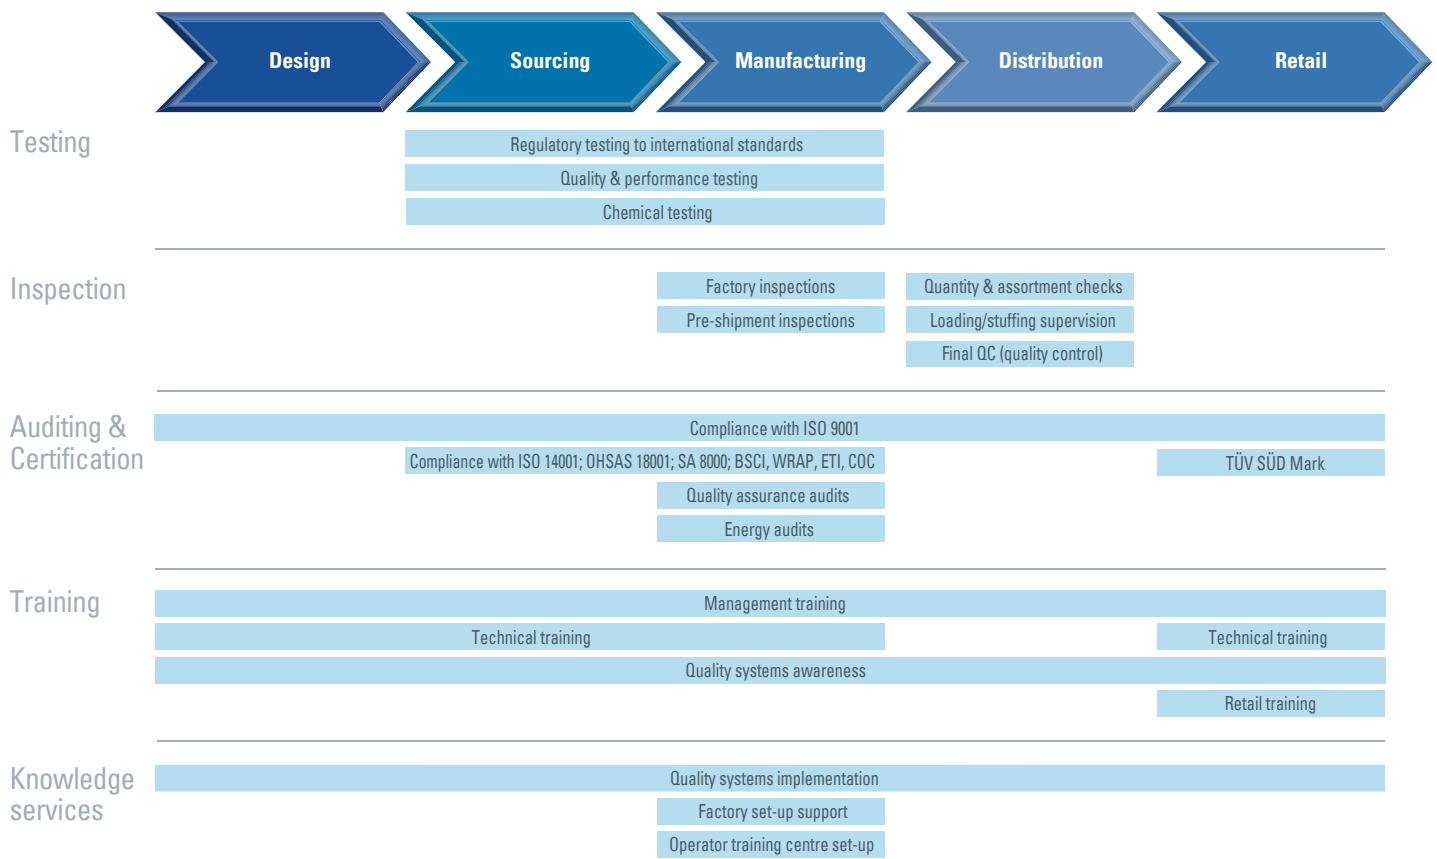 Design
Sourcing
Manufacturing
Distribution
Retail
Testing
Regulatory testing to international standards
Quality & performance testing
Chemical testing
Inspection
Factory inspections
Quantity & assortment checks
Pre-shipment inspections
Loading/stuffing supervision
Final QC (quality control)
Auditing &
Certification
Compliance with ISO 9001
Compliance with ISO 14001; OHSAS 18001; SA 8000; BSCI, WRAP, ETI, COC
TÜV SÜD Mark
Quality assurance audits
Energy audits
Training
Management training
Technical training
Technical training
Quality systems awareness
Retail training
Knowledge
services
Quality systems implementation
Factory set-up support
Operator training centre set-up